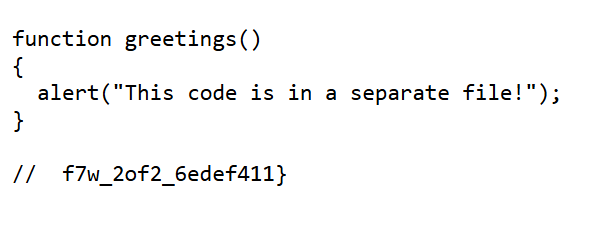 function greetings()
{
  alert("This code is in a separate file!");
}
//  f7w_2of2_6edef411}